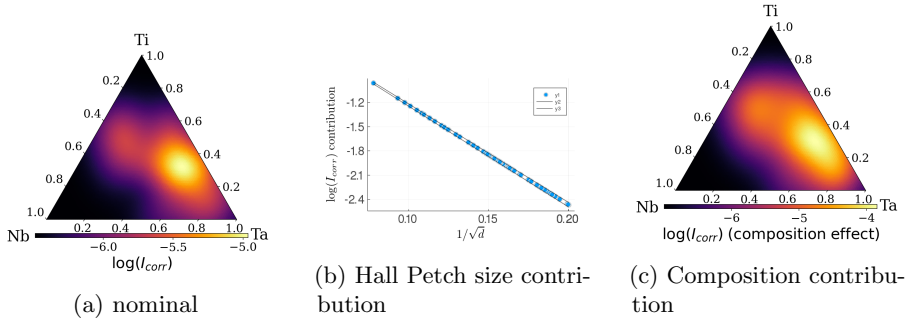 Ti
1.0
0.2
0.8
0.4
0.6
0.6
0.4
0.8
0.2
1.0
0.2
0.4
0.6
0.8
1.0
Nb
Ta
−6.0
−5.5
−5.0
log(I_corr)
(a) nominal
log(I_corr) contribution
-1.2
-1.5
-1.8
-2.1
-2.4
0.10
0.15
0.20
1/√d
y1
y2
y3
(b) Hall Petch size contri-
bution
Ti
1.0
0.2
0.8
0.4
0.6
0.6
0.4
0.8
0.2
1.0
0.2
0.4
0.6
0.8
1.0
Nb
Ta
−6
−5
−4
log(I_corr) (composition effect)
(c) Composition contribu-
tion